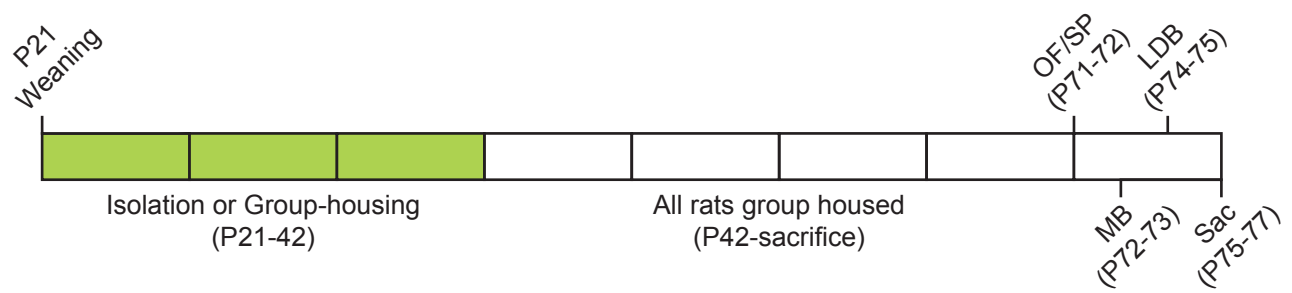 P21
Weaning
OF/SP
(P71-72)
LDB
(P74-75)
Isolation or Group-housing
(P21-42)
All rats group housed
(P42-sacrifice)
MB
(P72-73)
Sac
(P75-77)